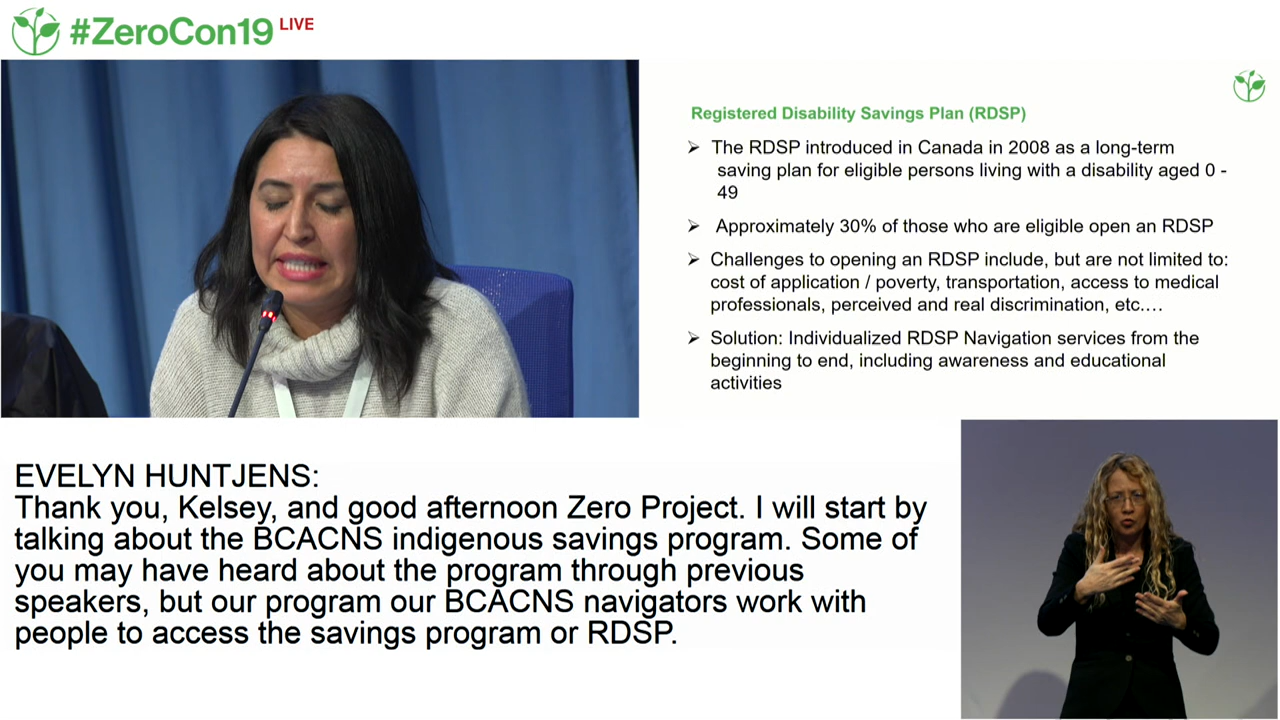 #ZeroCon19 LIVE
Registered Disability Savings Plan (RDSP)
➢ The RDSP introduced in Canada in 2008 as a long-term
saving plan for eligible persons living with a disability aged 0 -
49
➢ Approximately 30% of those who are eligible open an RDSP
➢ Challenges to opening an RDSP include, but are not limited to:
cost of application / poverty, transportation, access to medical
professionals, perceived and real discrimination, etc.…
➢ Solution: Individualized RDSP Navigation services from the
beginning to end, including awareness and educational
activities
EVELYN HUNTJENS:
Thank you, Kelsey, and good afternoon Zero Project. I will start by
talking about the BCACNS indigenous savings program. Some of
you may have heard about the program through previous
speakers, but our program our BCACNS navigators work with
people to access the savings program or RDSP.